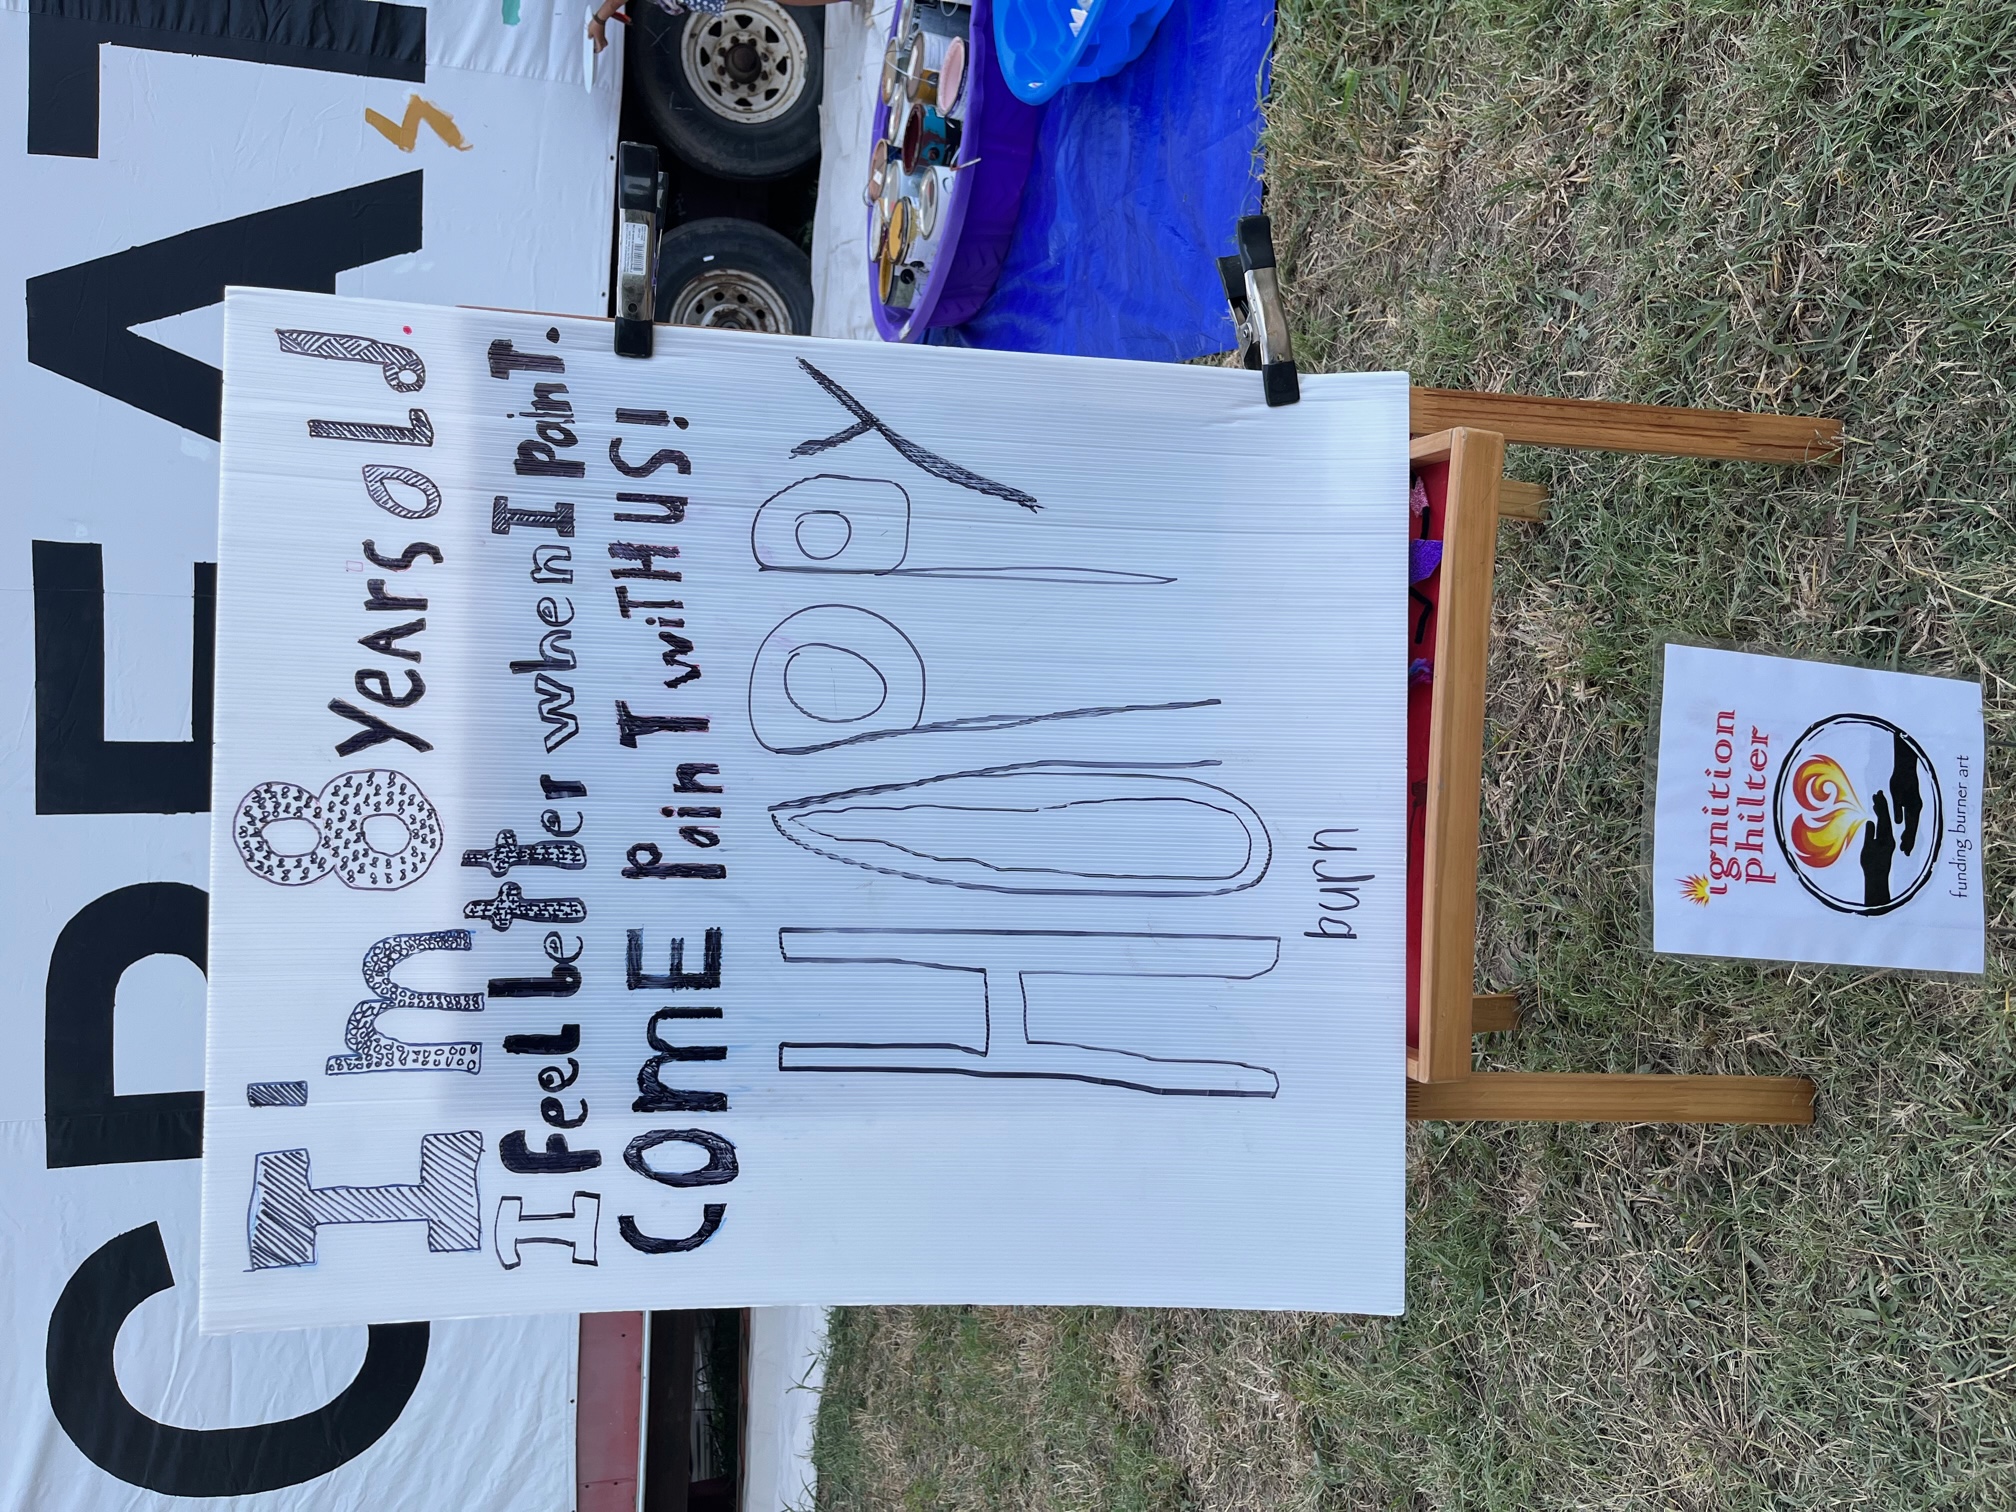 CREAT
I'm 8 years old.
I feel better when I paint.
COME Paint with US!
HAPPY
burn
ignition
philter
funding burner art